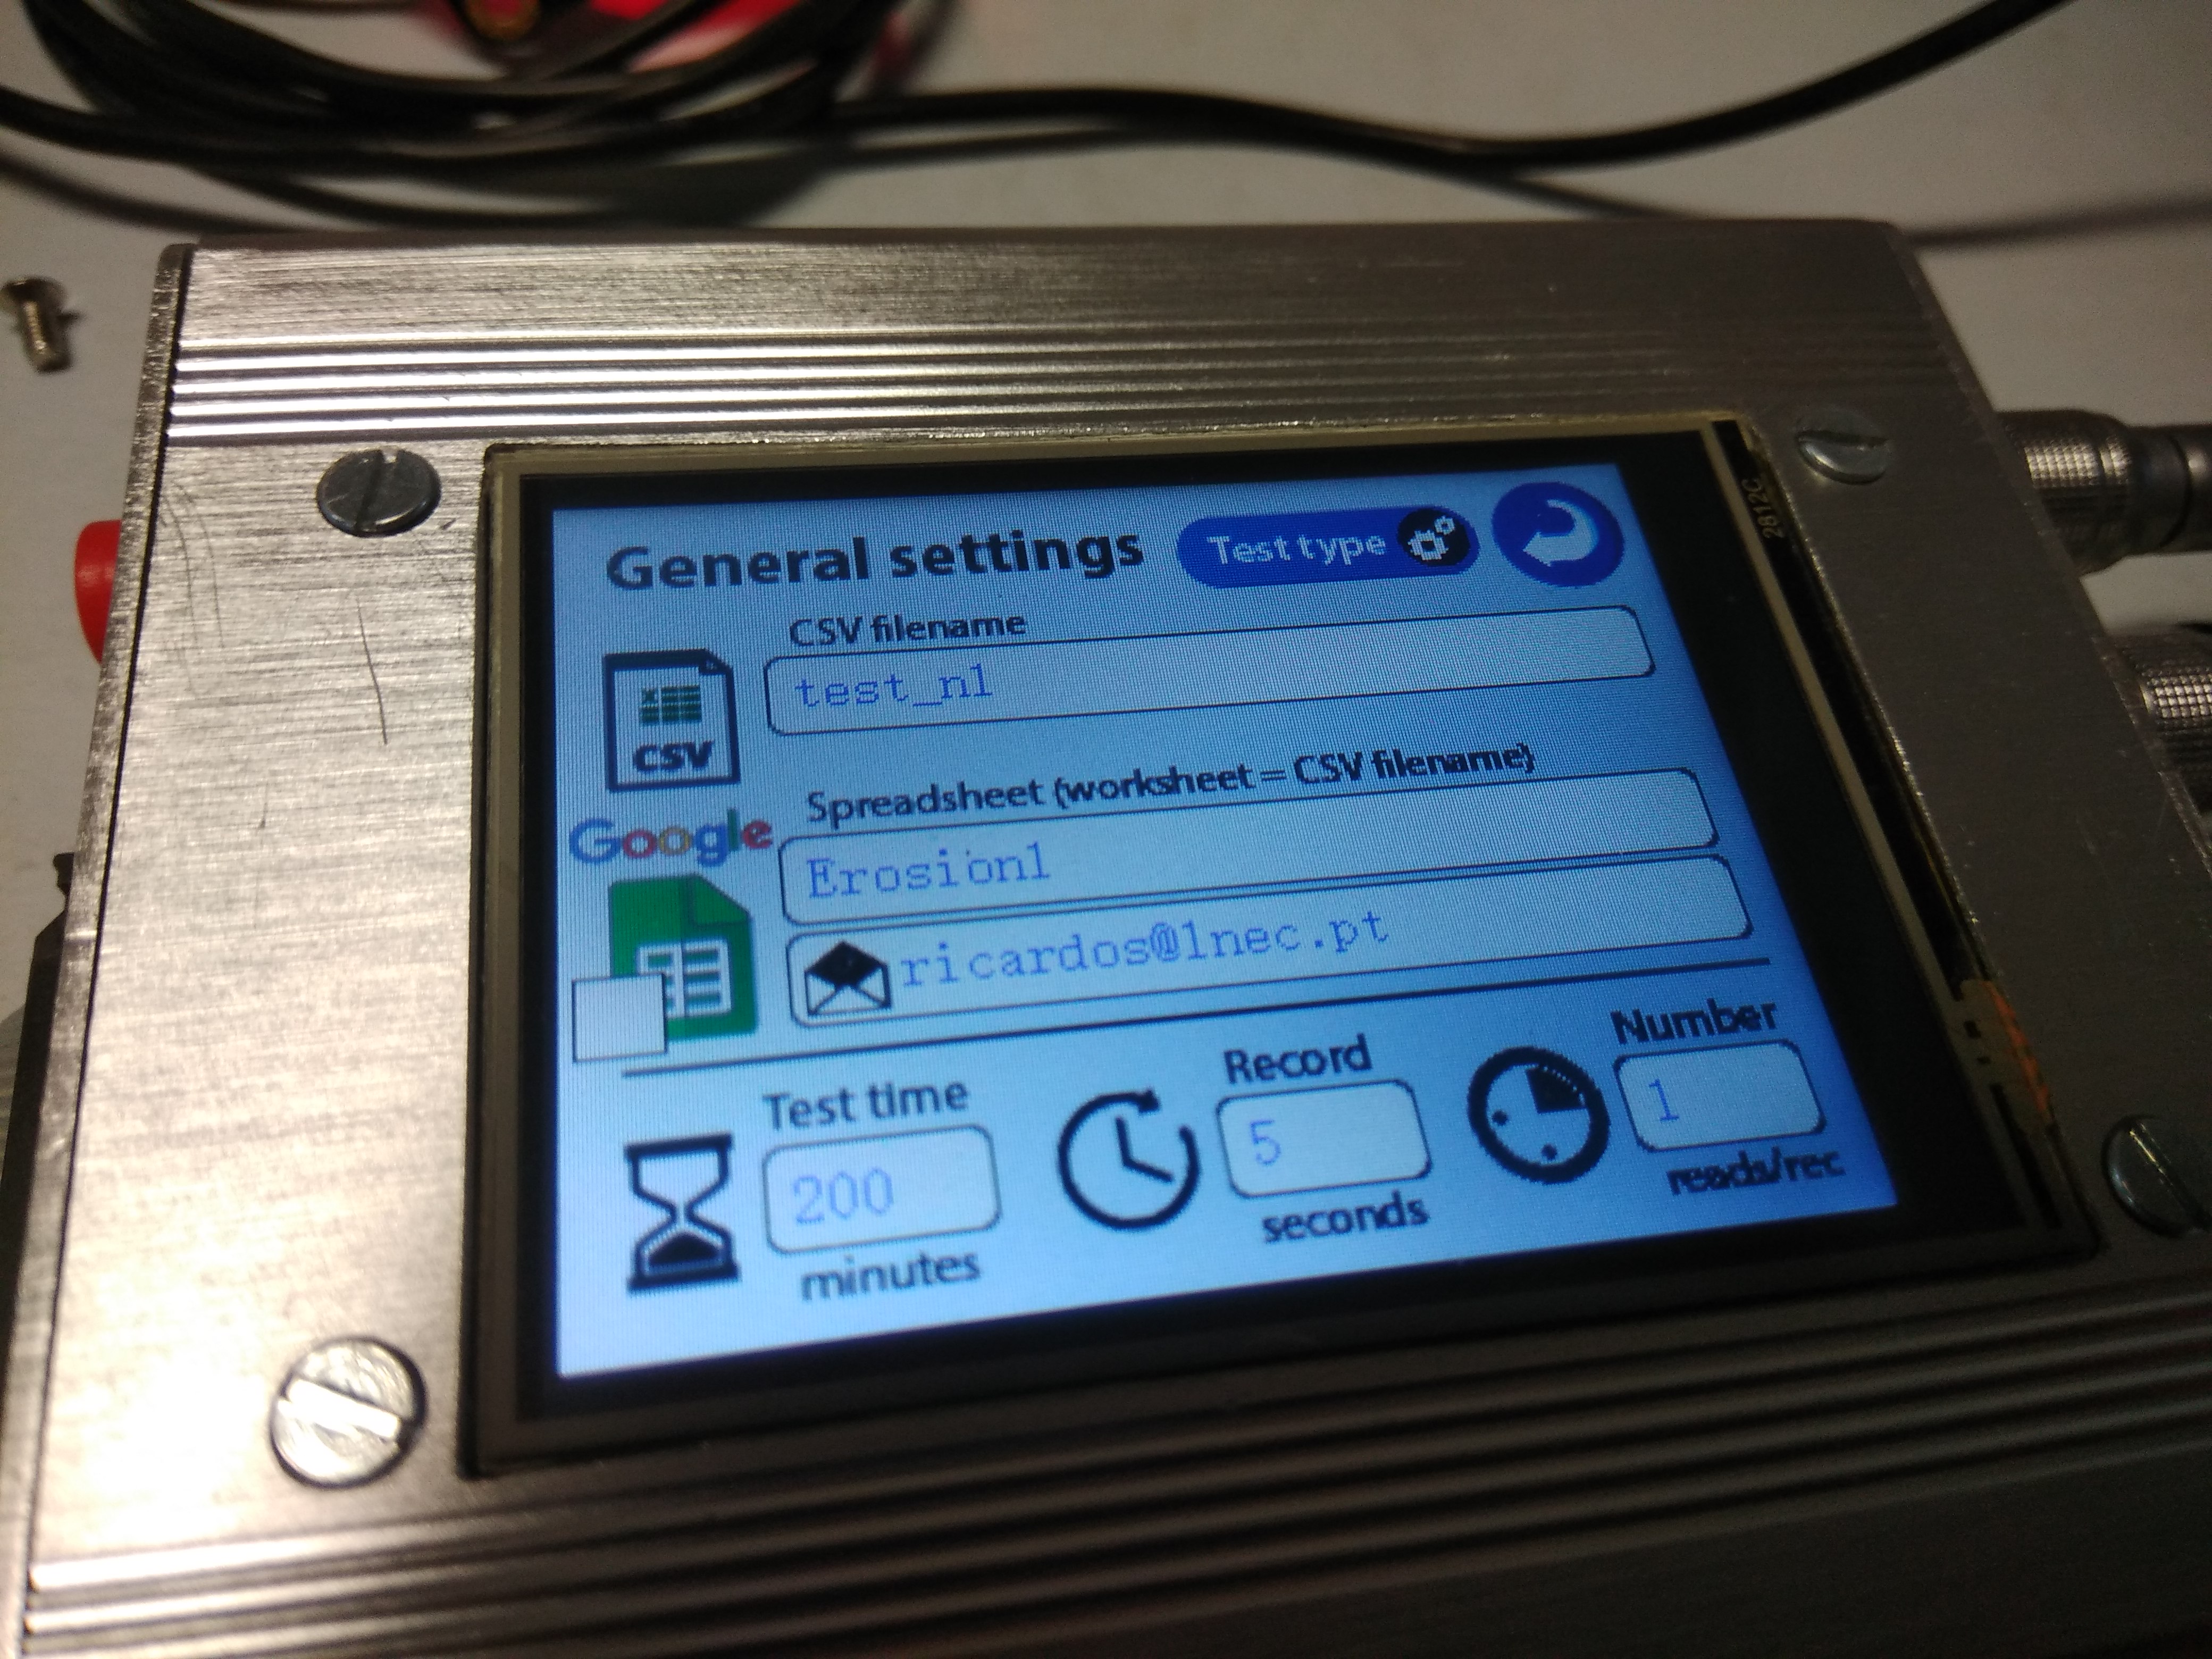 General settings
Test type
CSV filename
test_n1
CSV
Spreadsheet (worksheet = CSV filename)
Google
Erosion1
ricardos@lnec.pt
Test time
200
minutes
Record
5
seconds
Number
1
reads/rec
2812C